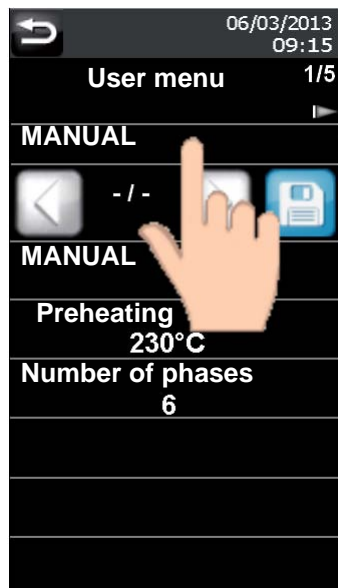 06/03/2013
09:15
User menu 1/5
MANUAL
- / -
MANUAL
Preheating
230°C
Number of phases
6